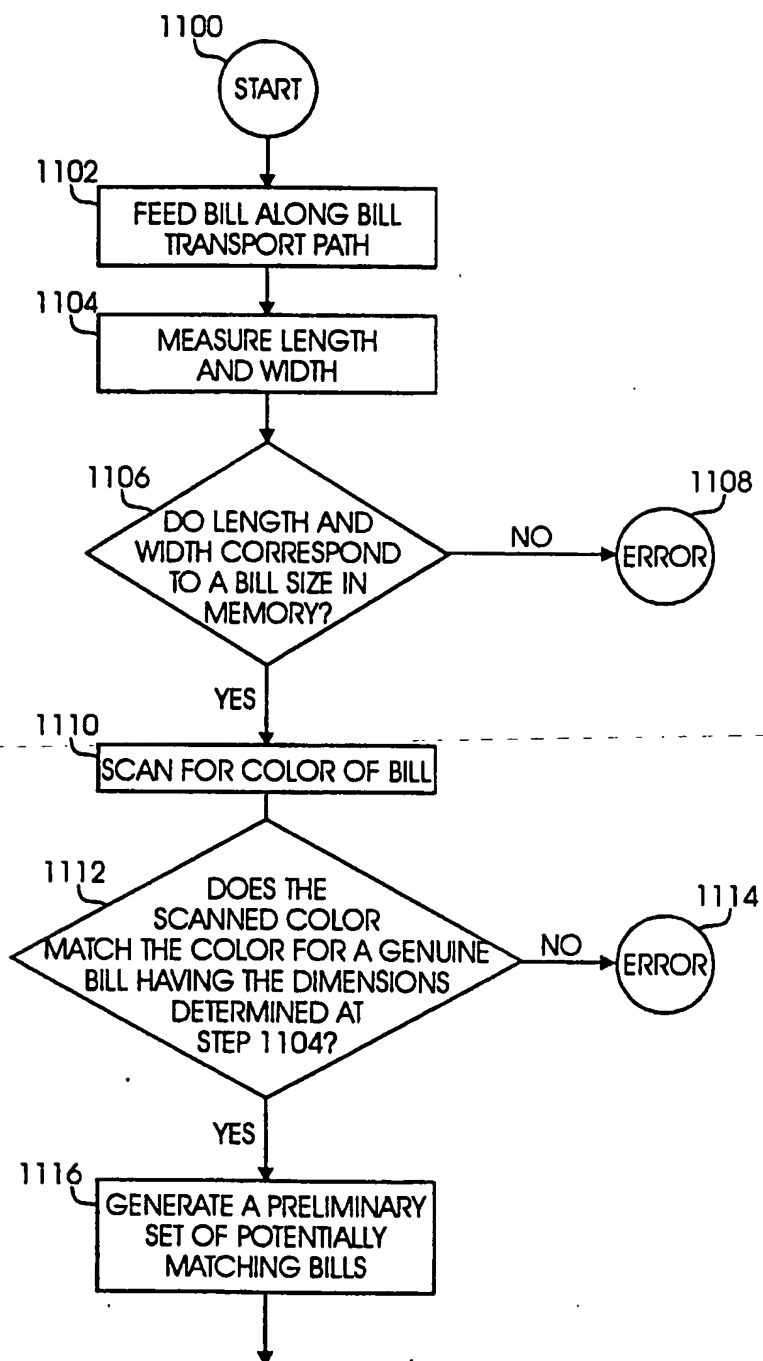 1100
START
1102
FEED BILL ALONG BILL
TRANSPORT PATH
1104
MEASURE LENGTH
AND WIDTH
1106
DO LENGTH AND
WIDTH CORRESPOND
TO A BILL SIZE IN
MEMORY?
NO
1108
ERROR
YES
1110
SCAN FOR COLOR OF BILL
1112
DOES THE
SCANNED COLOR
MATCH THE COLOR FOR A GENUINE
BILL HAVING THE DIMENSIONS
DETERMINED AT
STEP 1104?
NO
1114
ERROR
YES
1116
GENERATE A PRELIMINARY
SET OF POTENTIALLY
MATCHING BILLS